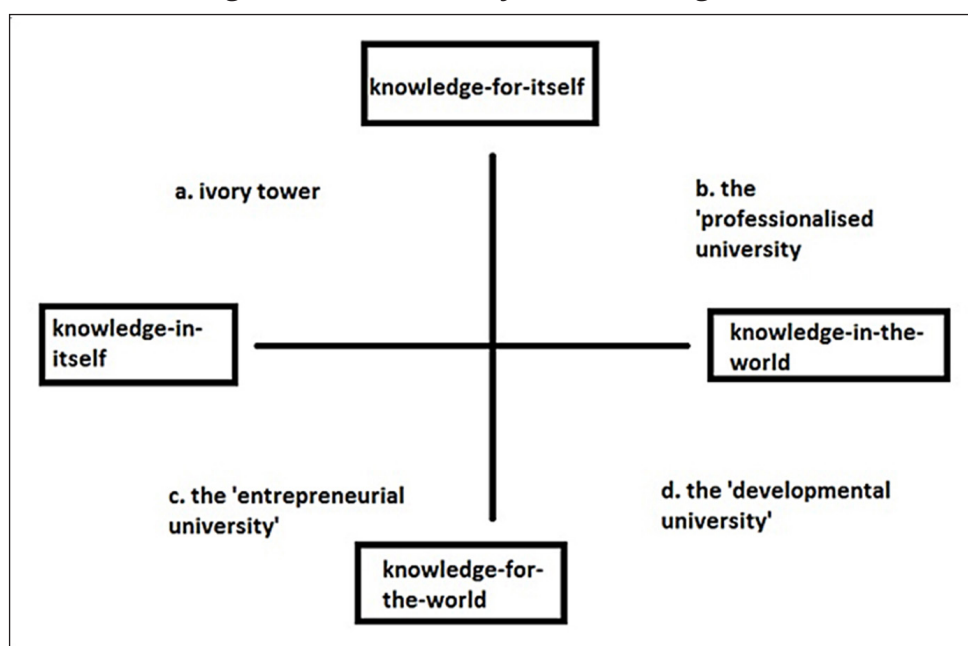 knowledge-for-itself
a. ivory tower
b. the
'professionalised
university
knowledge-in-
itself
knowledge-in-the-
world
c. the 'entrepreneurial
university'
d. the 'developmental
university'
knowledge-for-
the-world